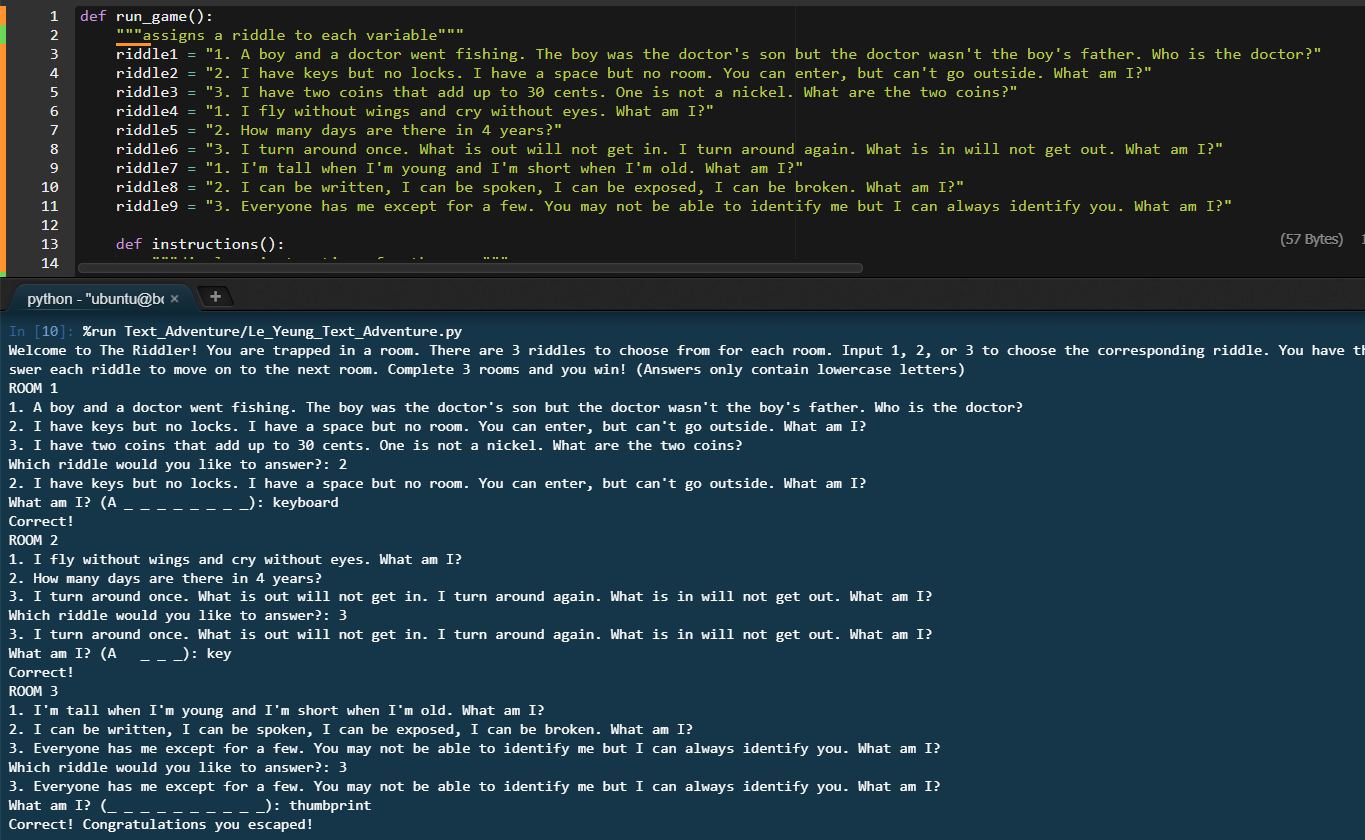 1 def run_game():
2 """assigns a riddle to each variable"""
3 riddle1 = "1. A boy and a doctor went fishing. The boy was the doctor's son but the doctor wasn't the boy's father. Who is the doctor?"
4 riddle2 = "2. I have keys but no locks. I have a space but no room. You can enter, but can't go outside. What am I?"
5 riddle3 = "3. I have two coins that add up to 30 cents. One is not a nickel. What are the two coins?"
6 riddle4 = "1. I fly without wings and cry without eyes. What am I?"
7 riddle5 = "2. How many days are there in 4 years?"
8 riddle6 = "3. I turn around once. What is out will not get in. I turn around again. What is in will not get out. What am I?"
9 riddle7 = "1. I'm tall when I'm young and I'm short when I'm old. What am I?"
10 riddle8 = "2. I can be written, I can be spoken, I can be exposed, I can be broken. What am I?"
11 riddle9 = "3. Everyone has me except for a few. You may not be able to identify me but I can always identify you. What am I?"
12
13 def instructions():
(57 Bytes) 1
14
python - "ubuntu@bo × +
In [10]: %run Text_Adventure/Le_Yeung_Text_Adventure.py
Welcome to The Riddler! You are trapped in a room. There are 3 riddles to choose from for each room. Input 1, 2, or 3 to choose the corresponding riddle. You have th
swer each riddle to move on to the next room. Complete 3 rooms and you win! (Answers only contain lowercase letters)
ROOM 1
1. A boy and a doctor went fishing. The boy was the doctor's son but the doctor wasn't the boy's father. Who is the doctor?
2. I have keys but no locks. I have a space but no room. You can enter, but can't go outside. What am I?
3. I have two coins that add up to 30 cents. One is not a nickel. What are the two coins?
Which riddle would you like to answer?: 2
2. I have keys but no locks. I have a space but no room. You can enter, but can't go outside. What am I?
What am I? (A _ _ _ _ _ _ _ _): keyboard
Correct!
ROOM 2
1. I fly without wings and cry without eyes. What am I?
2. How many days are there in 4 years?
3. I turn around once. What is out will not get in. I turn around again. What is in will not get out. What am I?
Which riddle would you like to answer?: 3
3. I turn around once. What is out will not get in. I turn around again. What is in will not get out. What am I?
What am I? (A   _ _ _): key
Correct!
ROOM 3
1. I'm tall when I'm young and I'm short when I'm old. What am I?
2. I can be written, I can be spoken, I can be exposed, I can be broken. What am I?
3. Everyone has me except for a few. You may not be able to identify me but I can always identify you. What am I?
Which riddle would you like to answer?: 3
3. Everyone has me except for a few. You may not be able to identify me but I can always identify you. What am I?
What am I? (_ _ _ _ _ _ _ _ _ _): thumbprint
Correct! Congratulations you escaped!